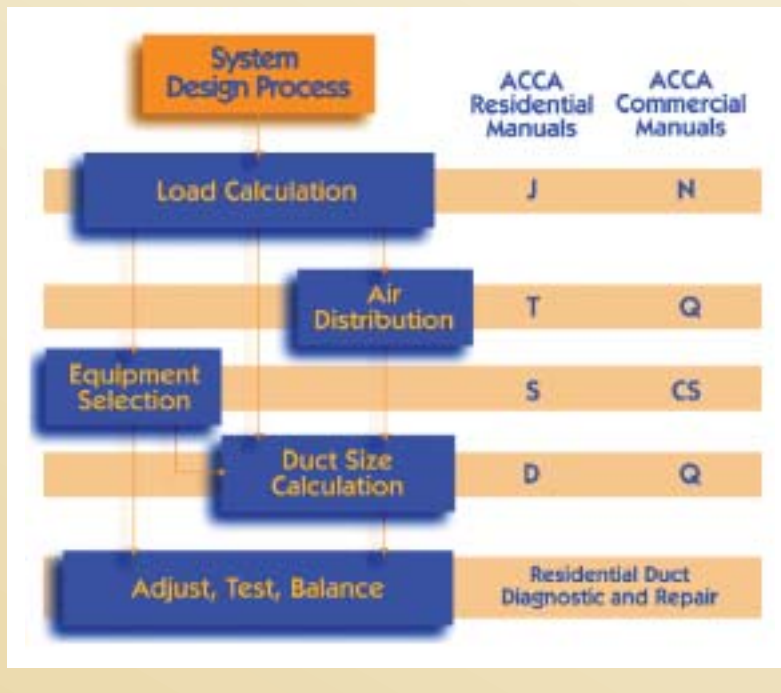 System
Design Process
ACCA
Residential
Manuals
ACCA
Commercial
Manuals
Load Calculation
J
N
Air
Distribution
T
Q
Equipment
Selection
S
CS
Duct Size
Calculation
D
Q
Adjust, Test, Balance
Residential Duct
Diagnostic and Repair